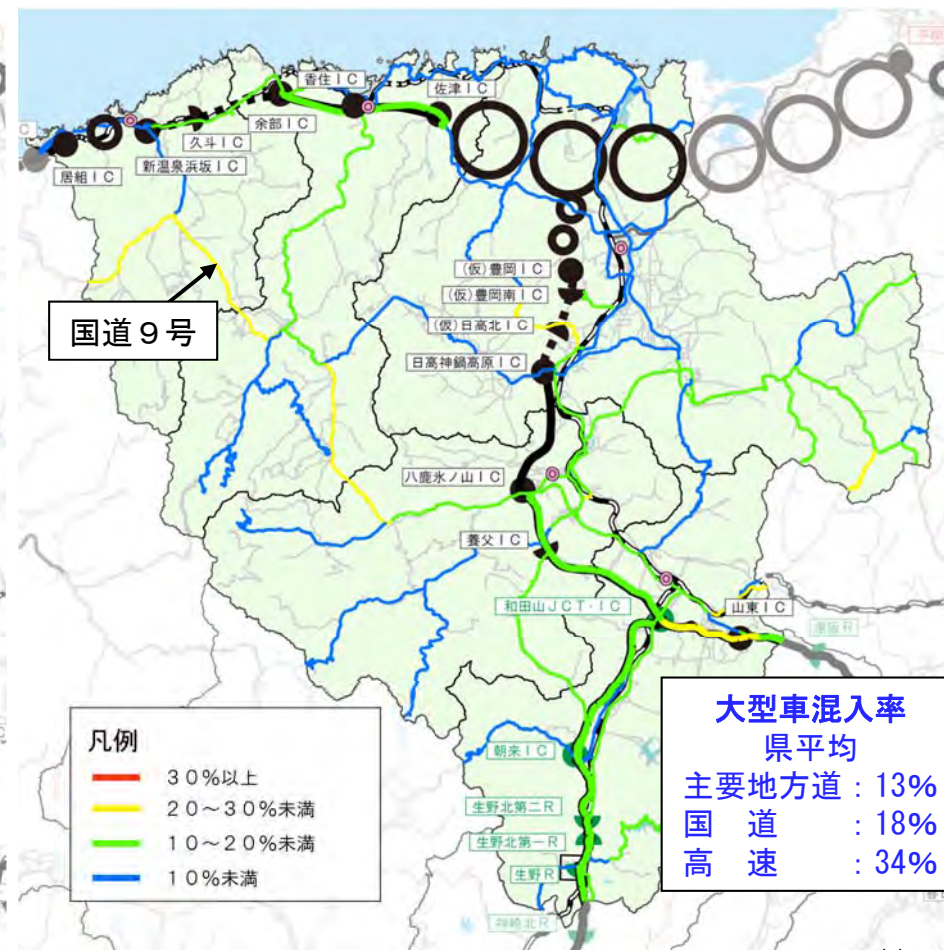 香住ＩＣ
佐津ＩＣ
余部ＩＣ
久斗ＩＣ
新温泉浜坂ＩＣ
居組ＩＣ
(仮)豊岡ＩＣ
(仮)豊岡南ＩＣ
(仮)日高北ＩＣ
日高神鍋高原ＩＣ
国道９号
八鹿氷ノ山ＩＣ
養父ＩＣ
和田山ＪＣＴ・ＩＣ
山東ＩＣ
朝来ＩＣ
生野北第二Ｒ
生野北第一Ｒ
生野Ｒ
神崎北Ｒ
凡例
３０％以上
２０～３０％未満
１０～２０％未満
１０％未満
大型車混入率
県平均
主要地方道：13%
国　道　：18%
高　速　：34%